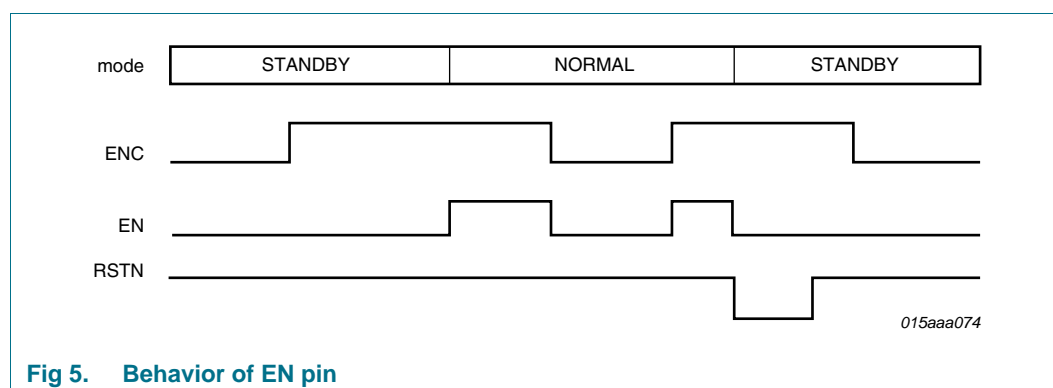 mode STANDBY NORMAL STANDBY
ENC
EN
RSTN
015aaa074
Fig 5. Behavior of EN pin